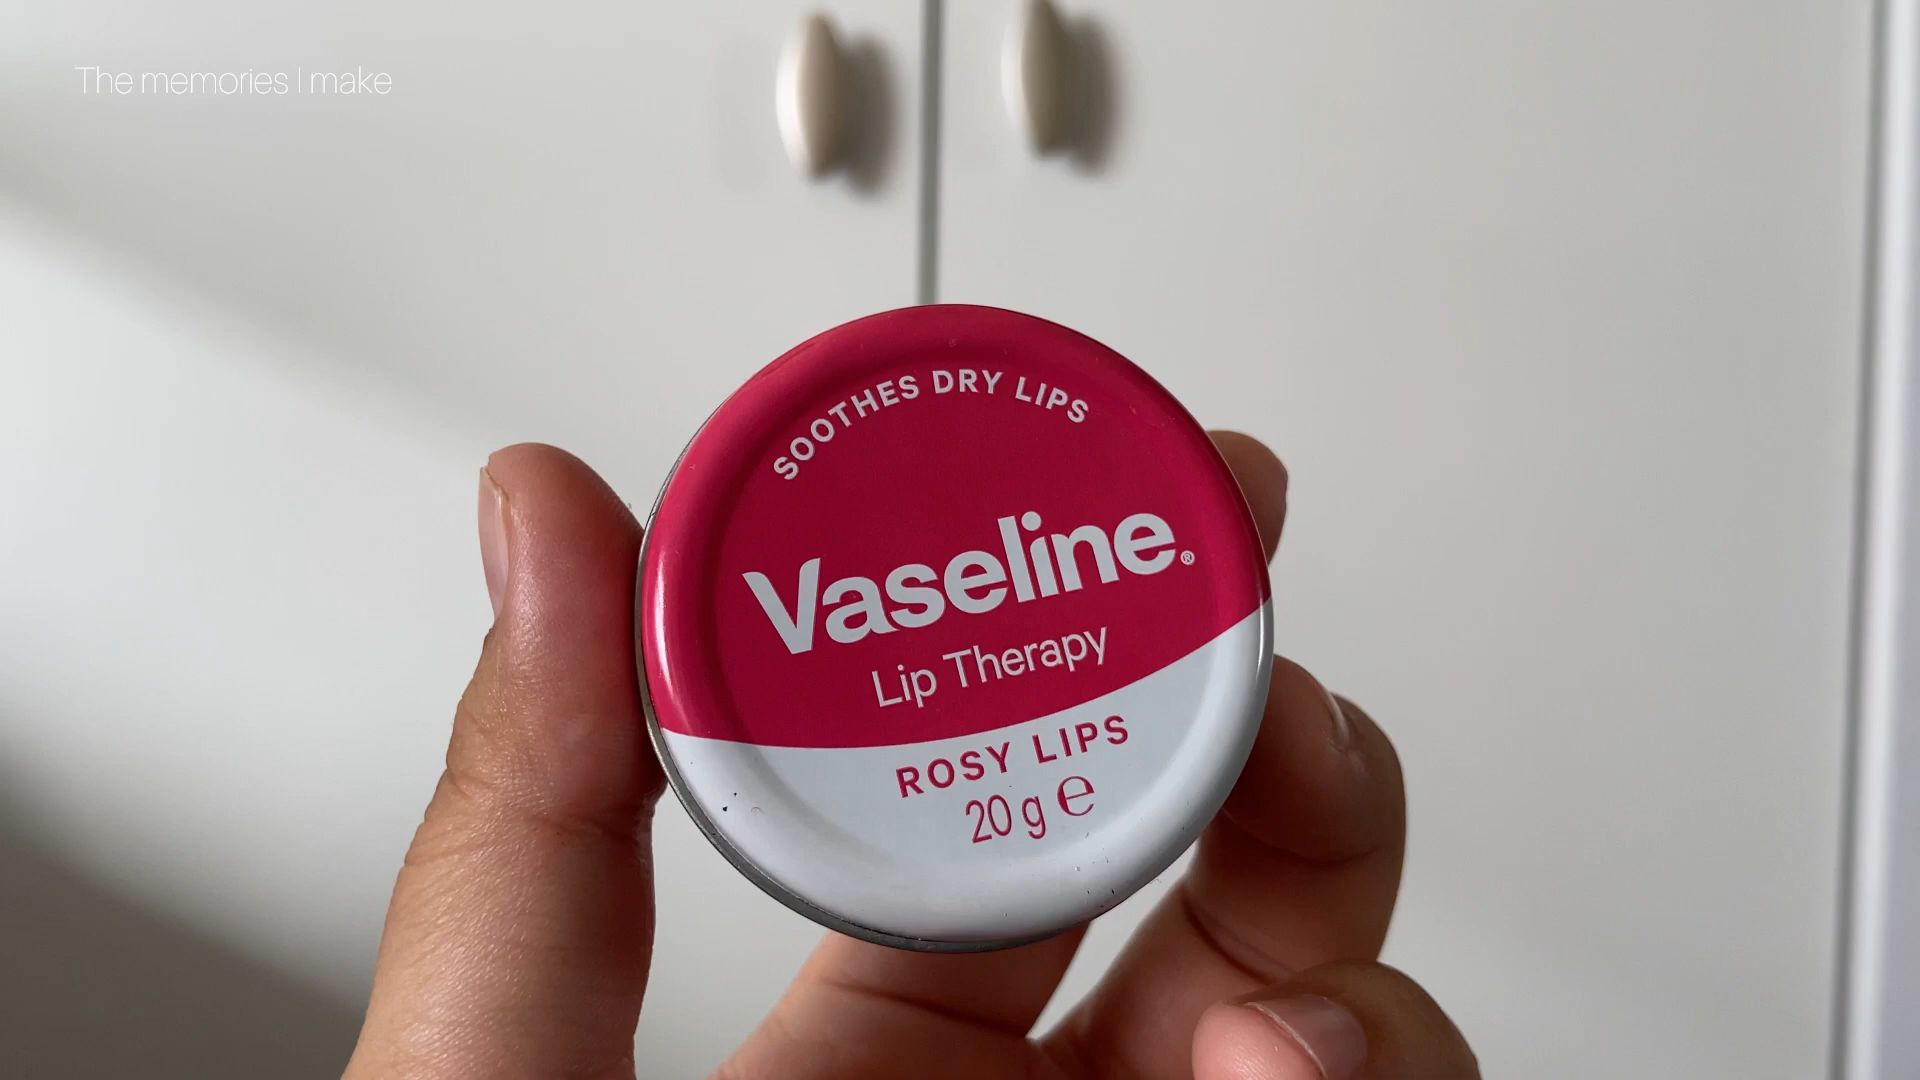 The memories I make
SOOTHES DRY LIPS
Vaseline®
Lip Therapy
ROSY LIPS
20 g ℮